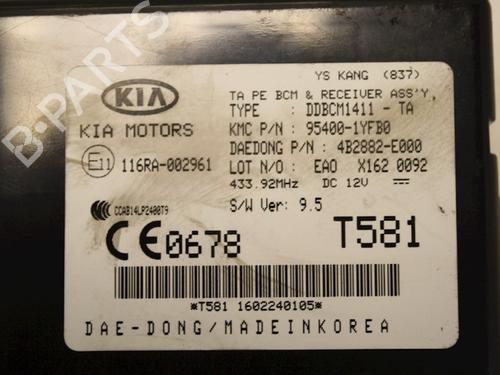 B-PARTS
YS KANG (837)
KIA
TA PE BCM & RECEIVER ASS'Y,
TYPE : DDBCM1411 - TA
KIA MOTORS
KMC P/N : 95400-1YFB0
DAEDONG P/N : 4B2882-E000
E11 116RA-002961
LOT N/O : EA0 X162 0092
433.92MHz DC 12V
CCAB14LP2400T9
S/W Ver: 9.5
CE0678
T581
*T581 1602240105*
DAE-DONG/MADEINKOREA